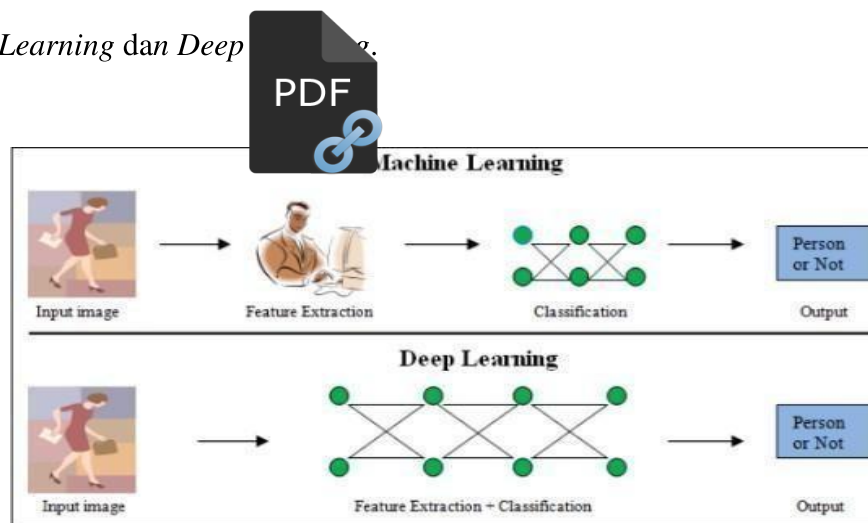 Learning dan Deep g.
PDF
Machine Learning
Input image
Feature Extraction
Classification
Person
or Not
Output
Deep Learning
Input image
Feature Extraction + Classification
Person
or Not
Output